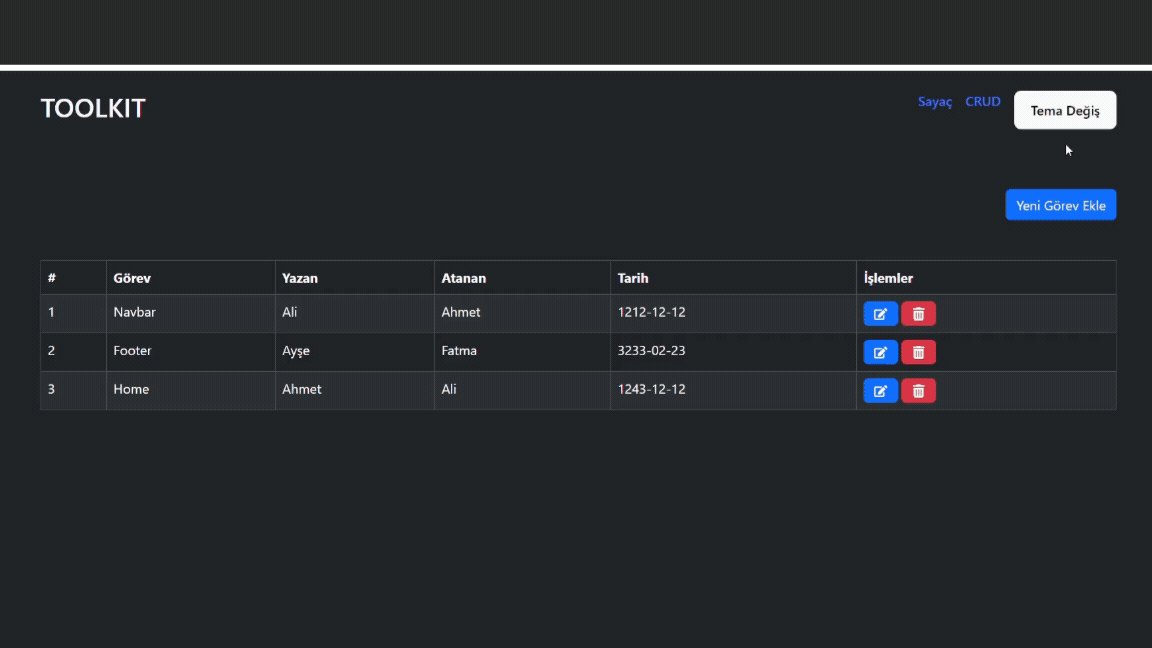 TOOLKIT
Sayaç CRUD Tema Değiş
Yeni Görev Ekle
# Görev Yazan Atanan Tarih İşlemler
1 Navbar Ali Ahmet 1212-12-12
2 Footer Ayşe Fatma 3233-02-23
3 Home Ahmet Ali 1243-12-12